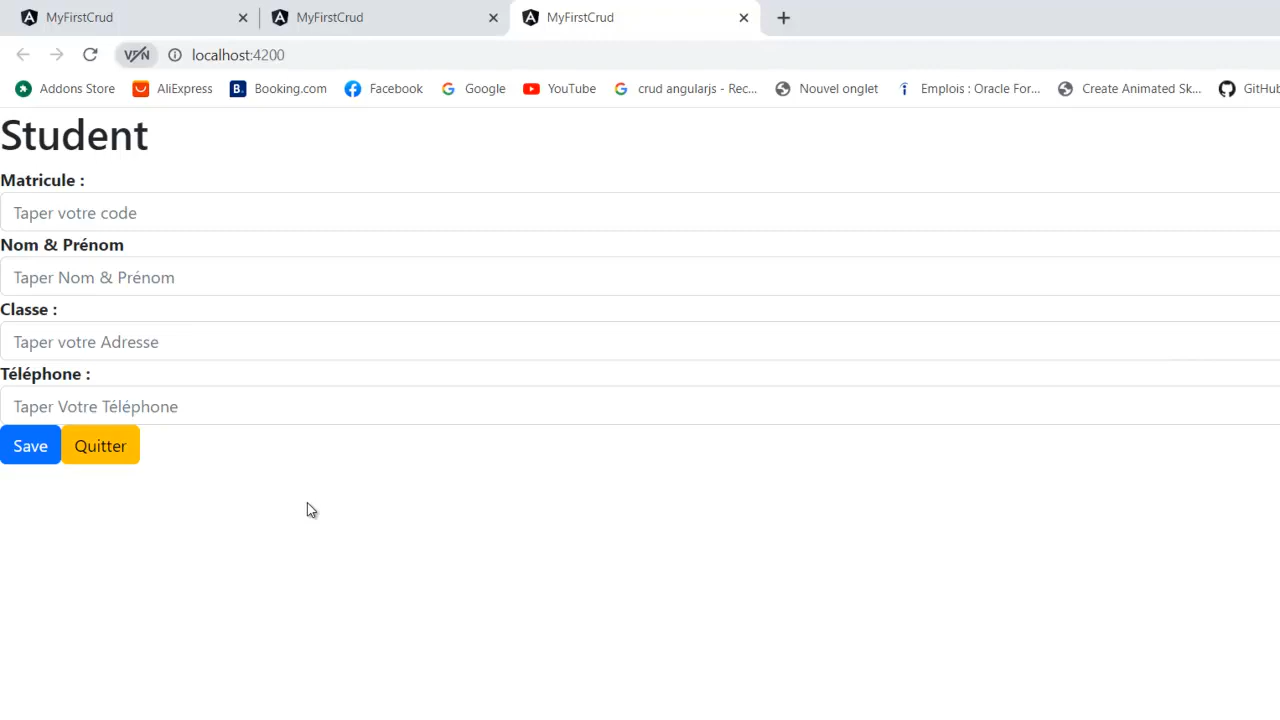 MyFirstCrud MyFirstCrud MyFirstCrud
VPN localhost:4200
Addons Store AliExpress B. Booking.com Facebook Google YouTube crud angularjs - Rec... Nouvel onglet Emplois : Oracle For... Create Animated Sk... GitHub
Student
Matricule :
Taper votre code
Nom & Prénom
Taper Nom & Prénom
Classe :
Taper votre Adresse
Téléphone :
Taper Votre Téléphone
Save Quitter